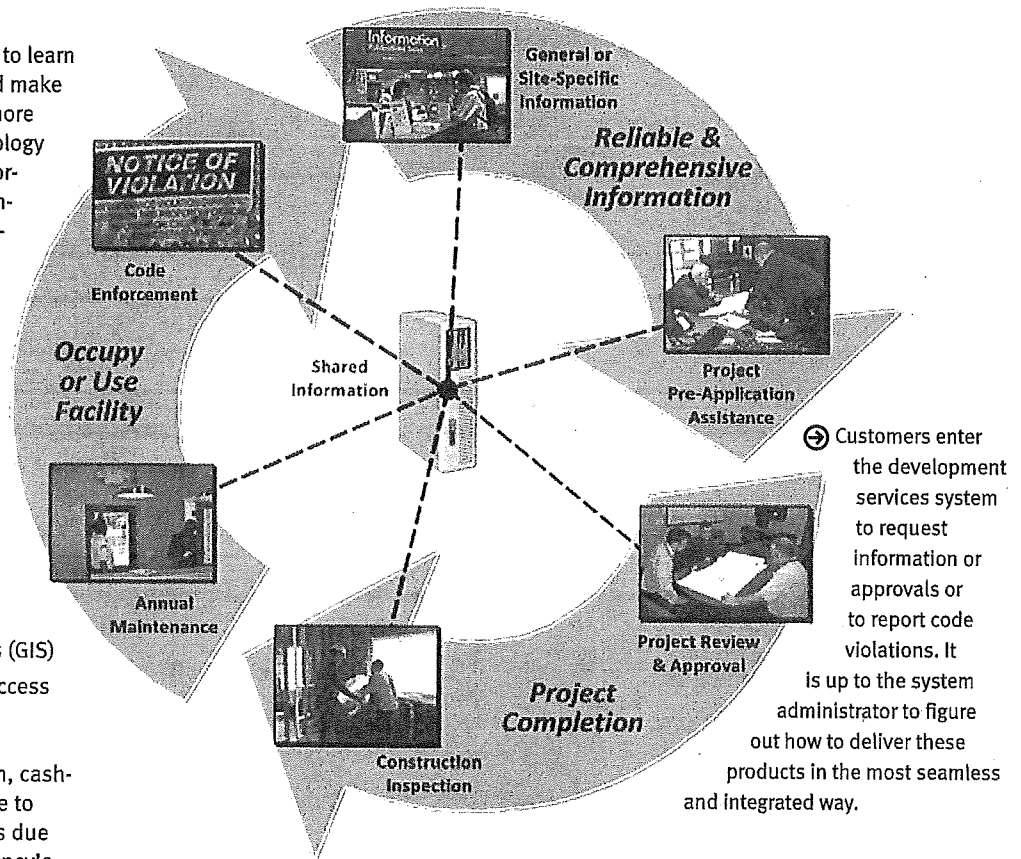 to learn
d make
nore
ology
or-
n-
-
s (GIS)
ccess
n, cash-
e to
s due
ncy's
Information
General or
Site-Specific
Information
Reliable &
Comprehensive
Information
NOTICE OF
VIOLATION
Code
Enforcement
Occupy
or Use
Facility
Shared
Information
Project
Pre-Application
Assistance
Annual
Maintenance
Project Review
& Approval
Project
Completion
Construction
Inspection
Customers enter
the development
services system
to request
information or
approvals or
to report code
violations. It
is up to the system
administrator to figure
out how to deliver these
products in the most seamless
and integrated way.